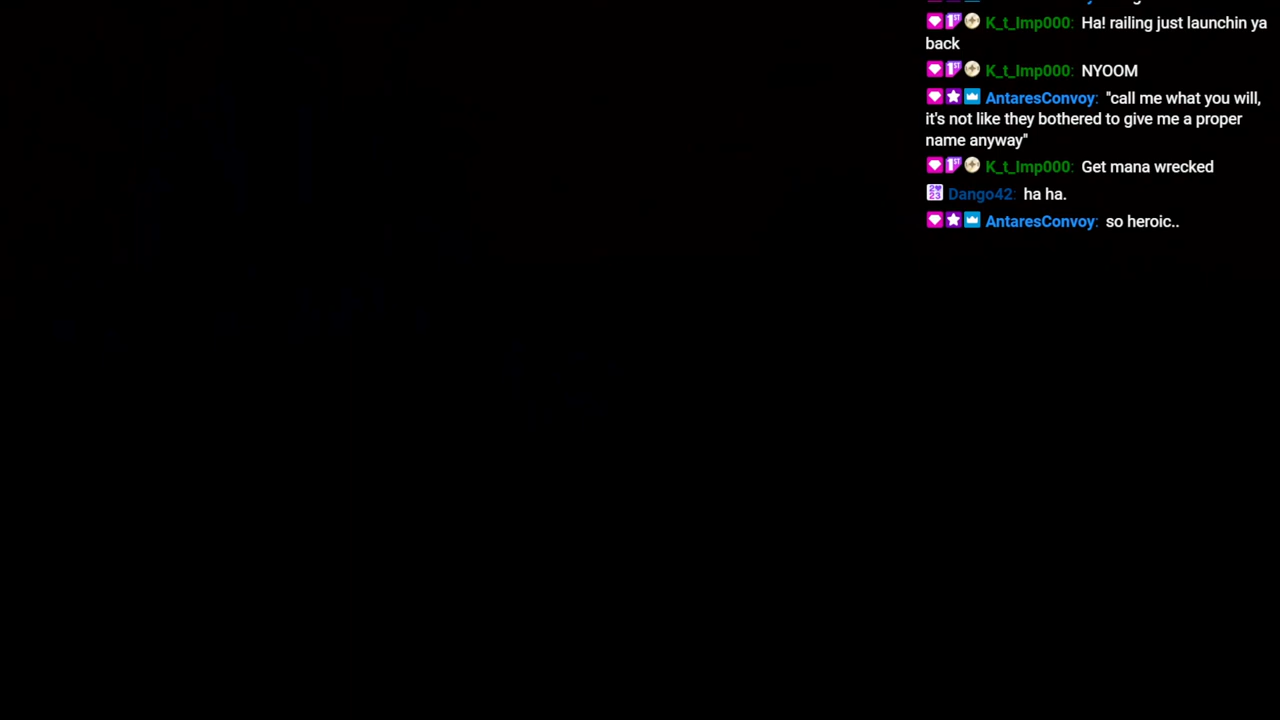 K_t_Imp000: Ha! railing just launchin ya
back
K_t_Imp000: NYOOM
AntaresConvoy: "call me what you will,
it's not like they bothered to give me a proper
name anyway"
K_t_Imp000: Get mana wrecked
Dango42: ha ha.
AntaresConvoy: so heroic..